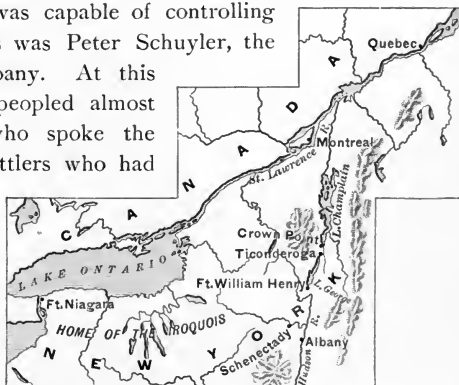 was capable of controlling
s was Peter Schuyler, the
pany. At this
peopled almost
who spoke the
ttlers who had
Quebec
CANADA
Montreal
St. Lawrence R.
L. Champlain
Crown Point
Ticonderoga
LAKE ONTARIO
Ft. William Henry
L. George
Ft. Niagara
HOME OF THE IROQUOIS
NEW YORK
Schenectady
Albany
Hudson R.